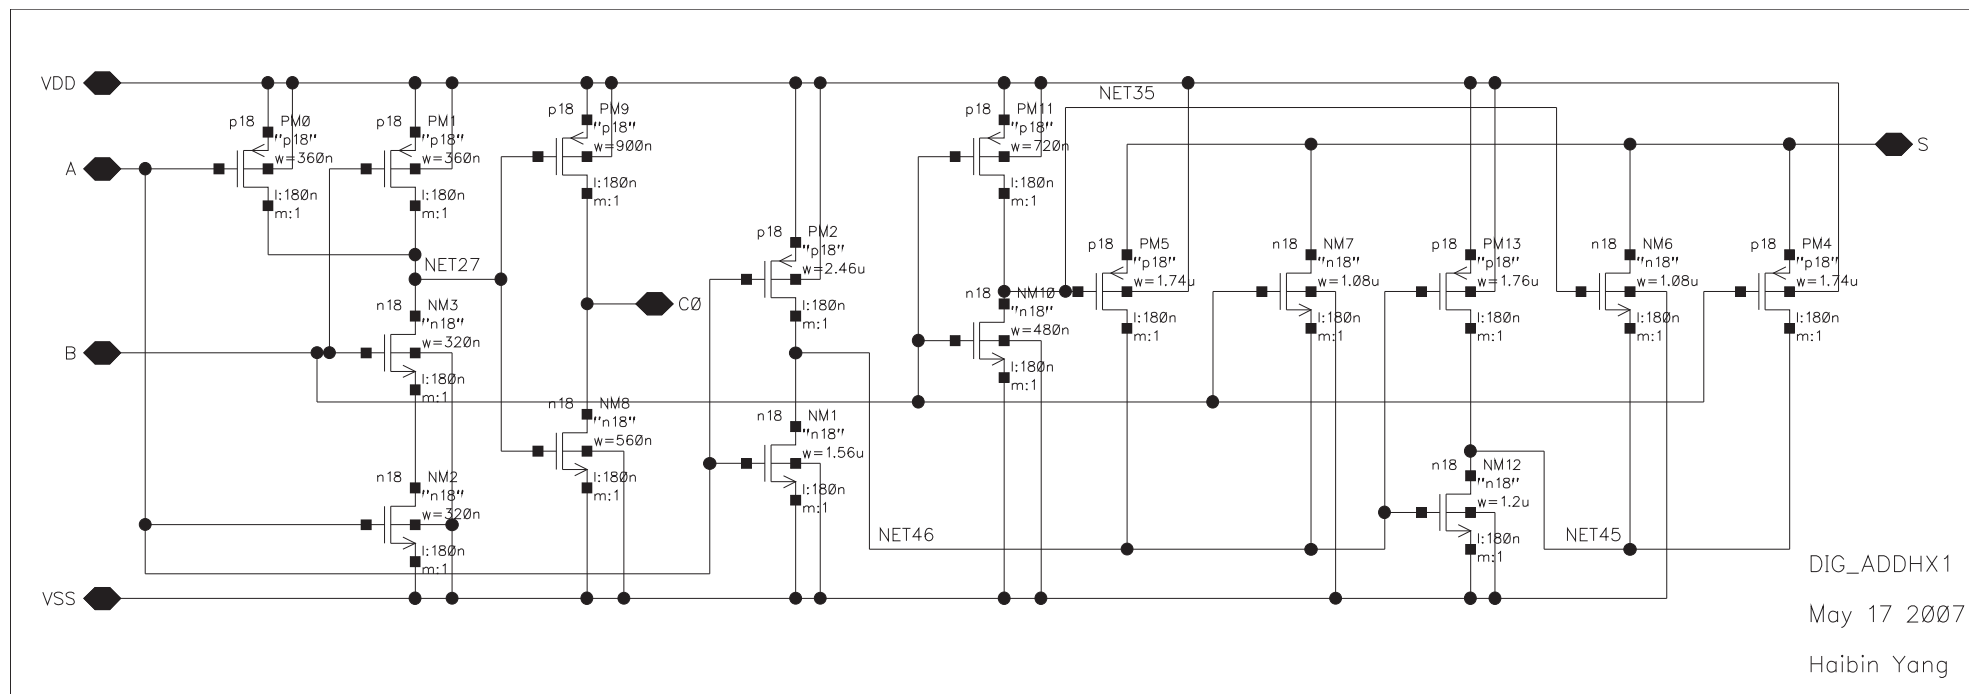 VDD
A
B
VSS
p18 PM0
"p18"
w=360n
l:180n
m:1
p18 PM1
"p18"
w=360n
l:180n
m:1
NET27
n18 NM3
"n18"
w=320n
l:180n
m:1
n18 NM2
"n18"
w=320n
l:180n
m:1
p18 PM9
"p18"
w=900n
l:180n
m:1
CØ
n18 NM8
"n18"
w=560n
l:180n
m:1
p18 PM2
"p18"
w=2.46u
l:180n
m:1
n18 NM1
"n18"
w=1.56u
l:180n
m:1
NET46
p18 PM11
"p18"
w=720n
l:180n
m:1
n18 NM10
"n18"
w=480n
l:180n
m:1
NET35
p18 PM5
"p18"
w=1.74u
l:180n
m:1
n18 NM7
"n18"
w=1.08u
l:180n
m:1
p18 PM13
"p18"
w=1.76u
l:180n
m:1
n18 NM12
"n18"
w=1.2u
l:180n
m:1
NET45
n18 NM6
"n18"
w=1.08u
l:180n
m:1
p18 PM4
"p18"
w=1.74u
l:180n
m:1
S
DIG_ADDHX1
May 17 2007
Haibin Yang